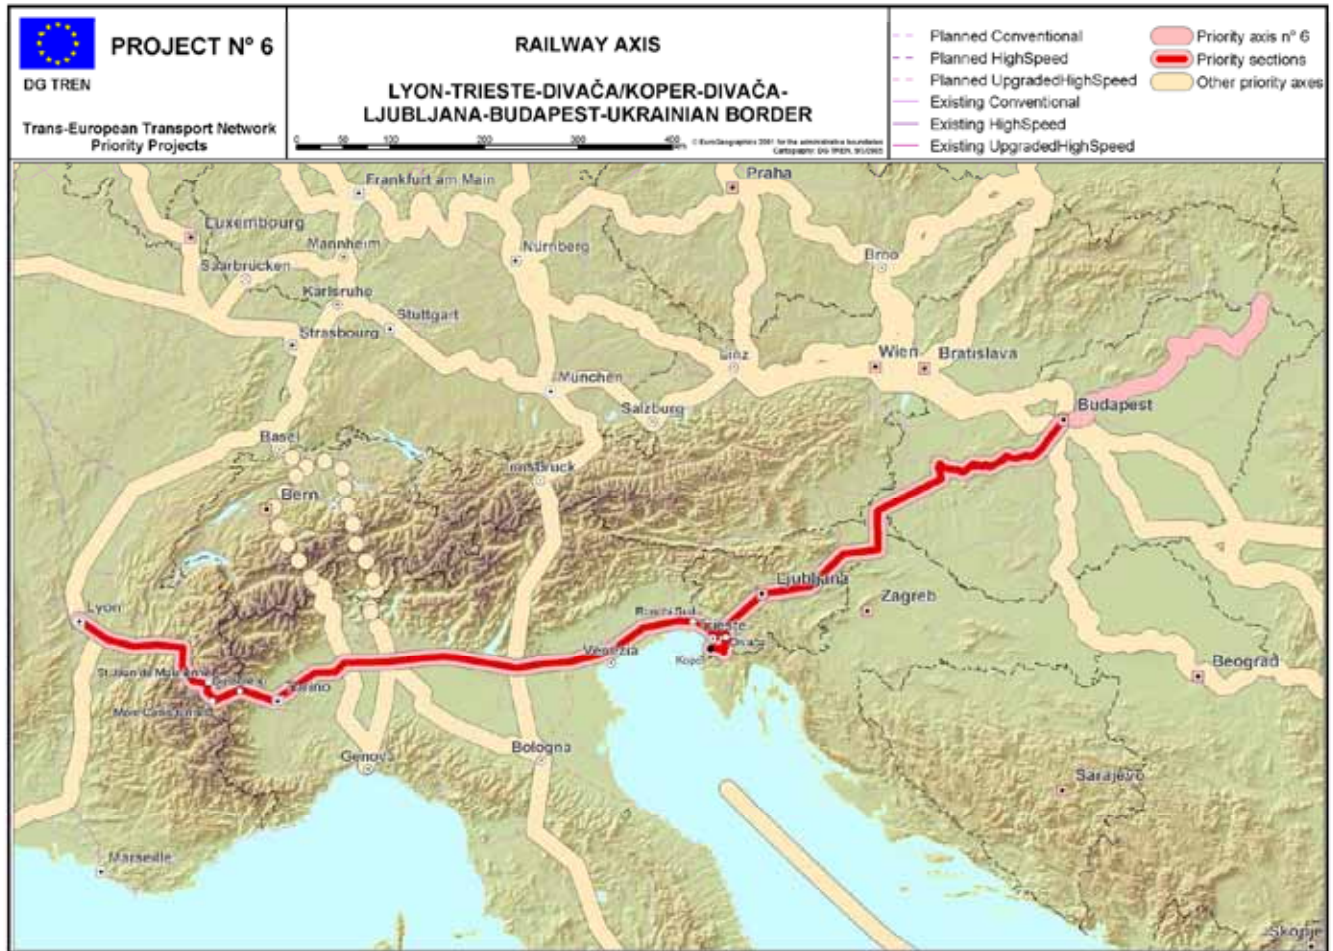 PROJECT N° 6
DG TREN
Trans-European Transport Network
Priority Projects
RAILWAY AXIS
LYON-TRIESTE-DIVAČA/KOPER-DIVAČA-
LJUBLJANA-BUDAPEST-UKRAINIAN BORDER
0 50 100 200 300 400
Planned Conventional
Planned HighSpeed
Planned UpgradedHighSpeed
Existing Conventional
Existing HighSpeed
Existing UpgradedHighSpeed
Priority axis n° 6
Priority sections
Other priority axes
Frankfurt am Main
Praha
Luxembourg
Mannheim
Nürnberg
Brno
Saarbrücken
Karlsruhe
Stuttgart
Strasbourg
Linz
Wien
Bratislava
München
Salzburg
Budapest
Basel
Innsbruck
Bern
Ljubljana
Lyon
Zagreb
Trieste
Divača
Venezia
Koper
Beograd
Torino
Bologna
Genova
Sarajevo
Marseille
Skopje